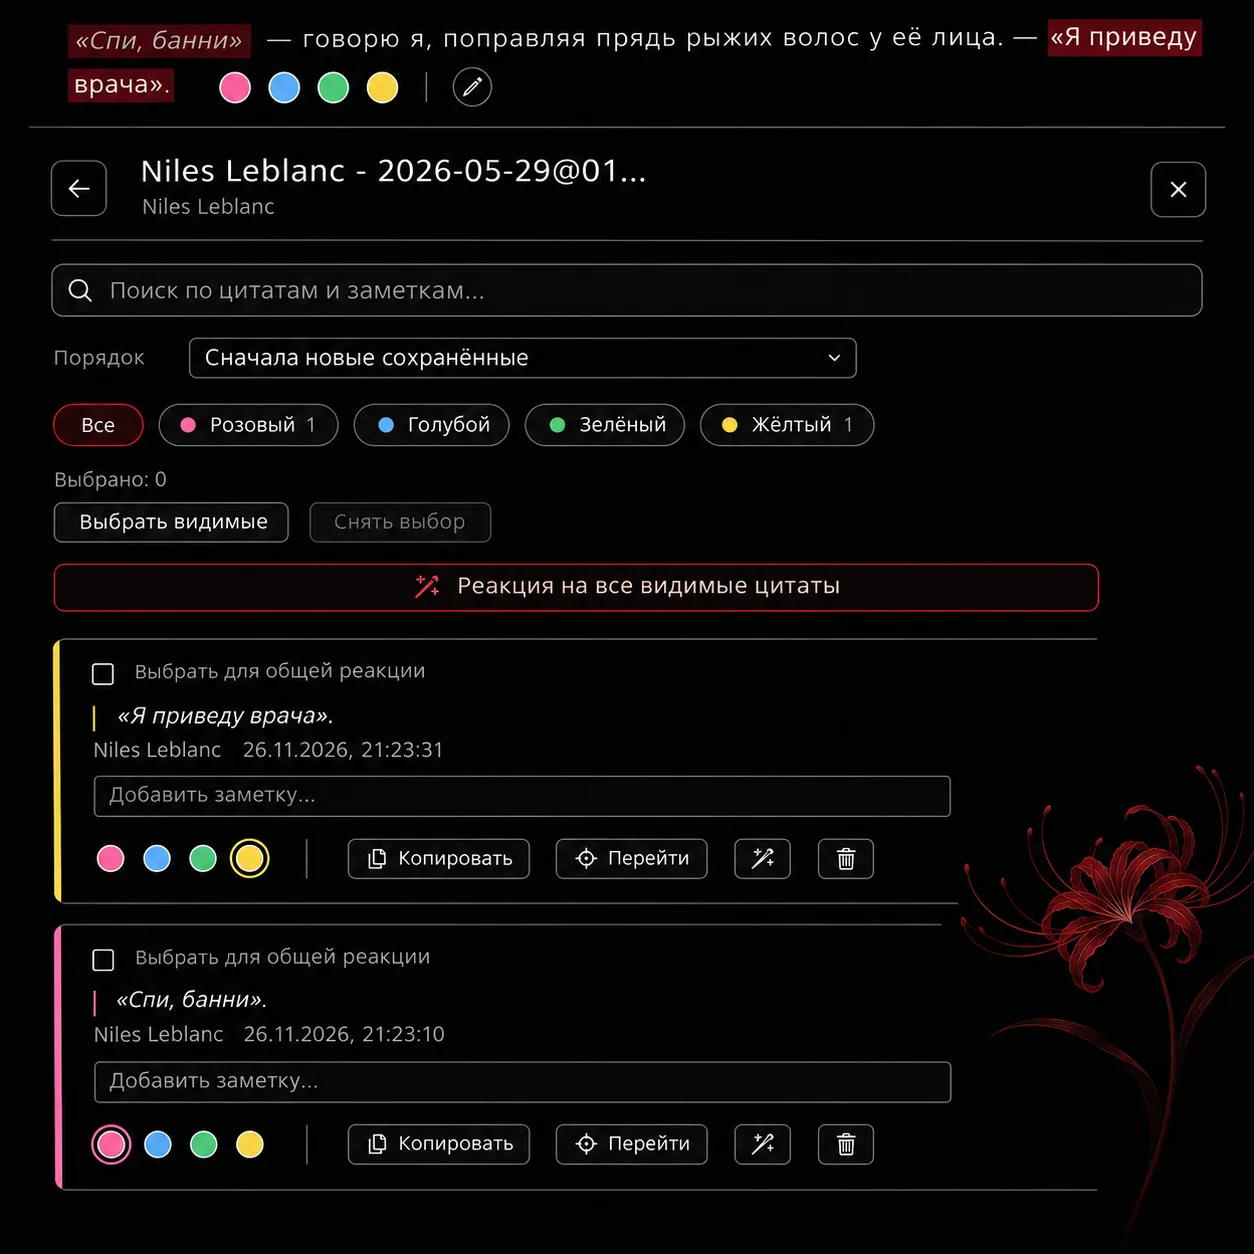 «Спи, банни» — говорю я, поправляя прядь рыжих волос у её лица. — «Я приведу
врача».
Niles Leblanc - 2026-05-29@01...
Niles Leblanc
Поиск по цитатам и заметкам...
Порядок Сначала новые сохранённые
Все Розовый 1 Голубой Зелёный Жёлтый 1
Выбрано: 0
Выбрать видимые Снять выбор
Реакция на все видимые цитаты
Выбрать для общей реакции
«Я приведу врача».
Niles Leblanc 26.11.2026, 21:23:31
Добавить заметку...
Копировать Перейти
Выбрать для общей реакции
«Спи, банни».
Niles Leblanc 26.11.2026, 21:23:10
Добавить заметку...
Копировать Перейти